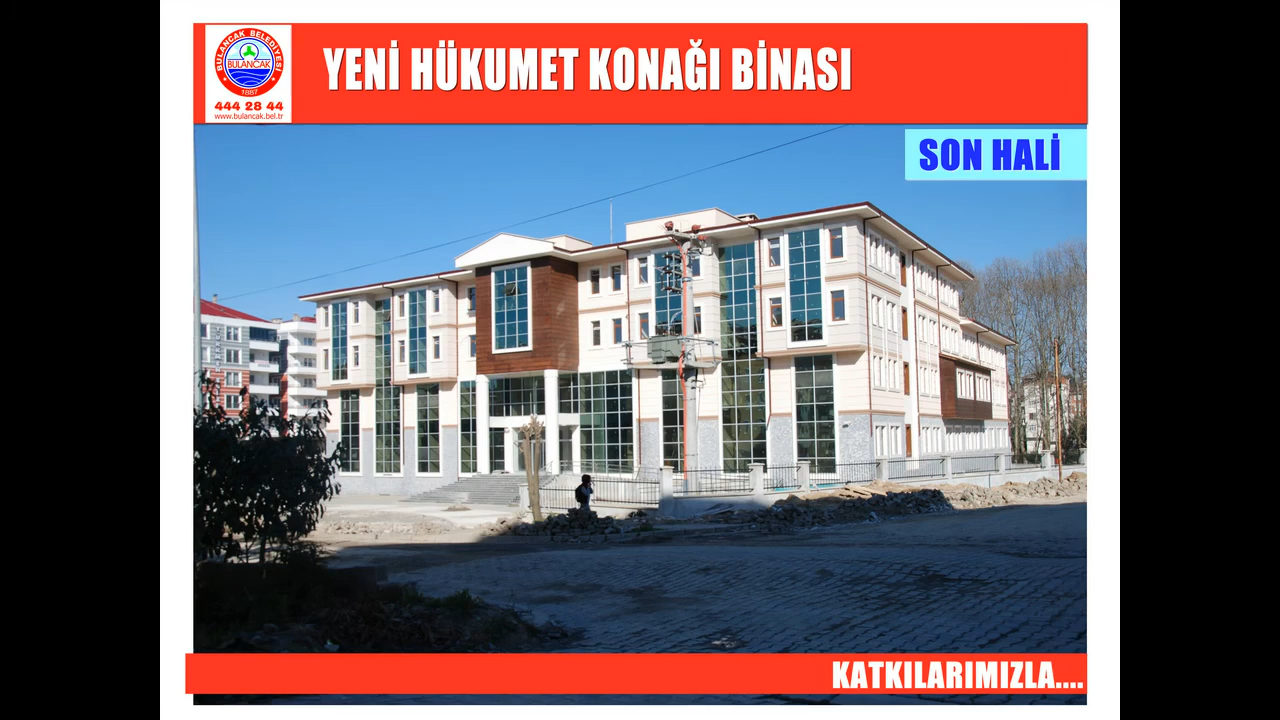 BULANCAK BELEDİYESİ
BULANCAK
1887
444 28 44
www.bulancak.bel.tr
YENİ HÜKUMET KONAĞI BİNASI
SON HALİ
KATKILARIMIZLA....